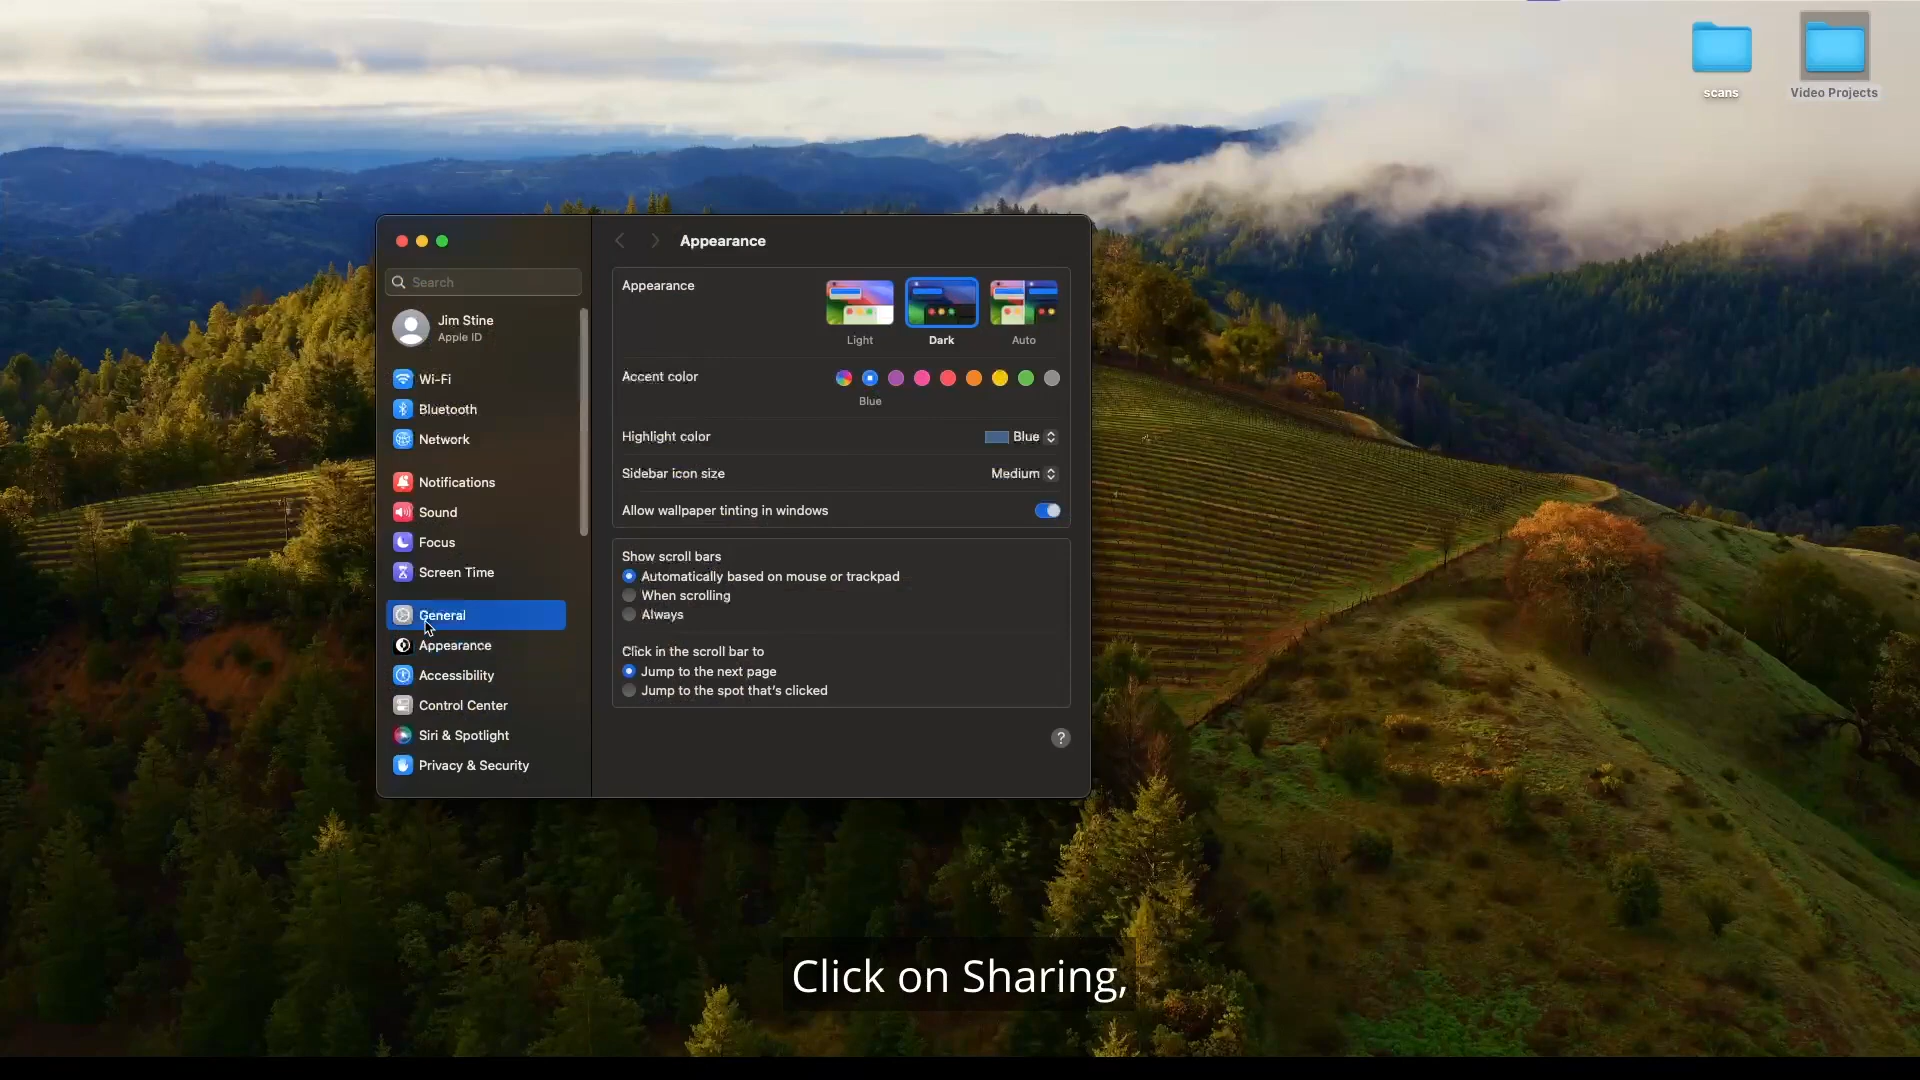 scans
Video Projects
Appearance
Search
Jim Stine
Apple ID
Wi-Fi
Bluetooth
Network
Notifications
Sound
Focus
Screen Time
General
Appearance
Accessibility
Control Center
Siri & Spotlight
Privacy & Security
Appearance
Light
Dark
Auto
Accent color
Blue
Highlight color
Blue
Sidebar icon size
Medium
Allow wallpaper tinting in windows
Show scroll bars
Automatically based on mouse or trackpad
When scrolling
Always
Click in the scroll bar to
Jump to the next page
Jump to the spot that's clicked
?
Click on Sharing,